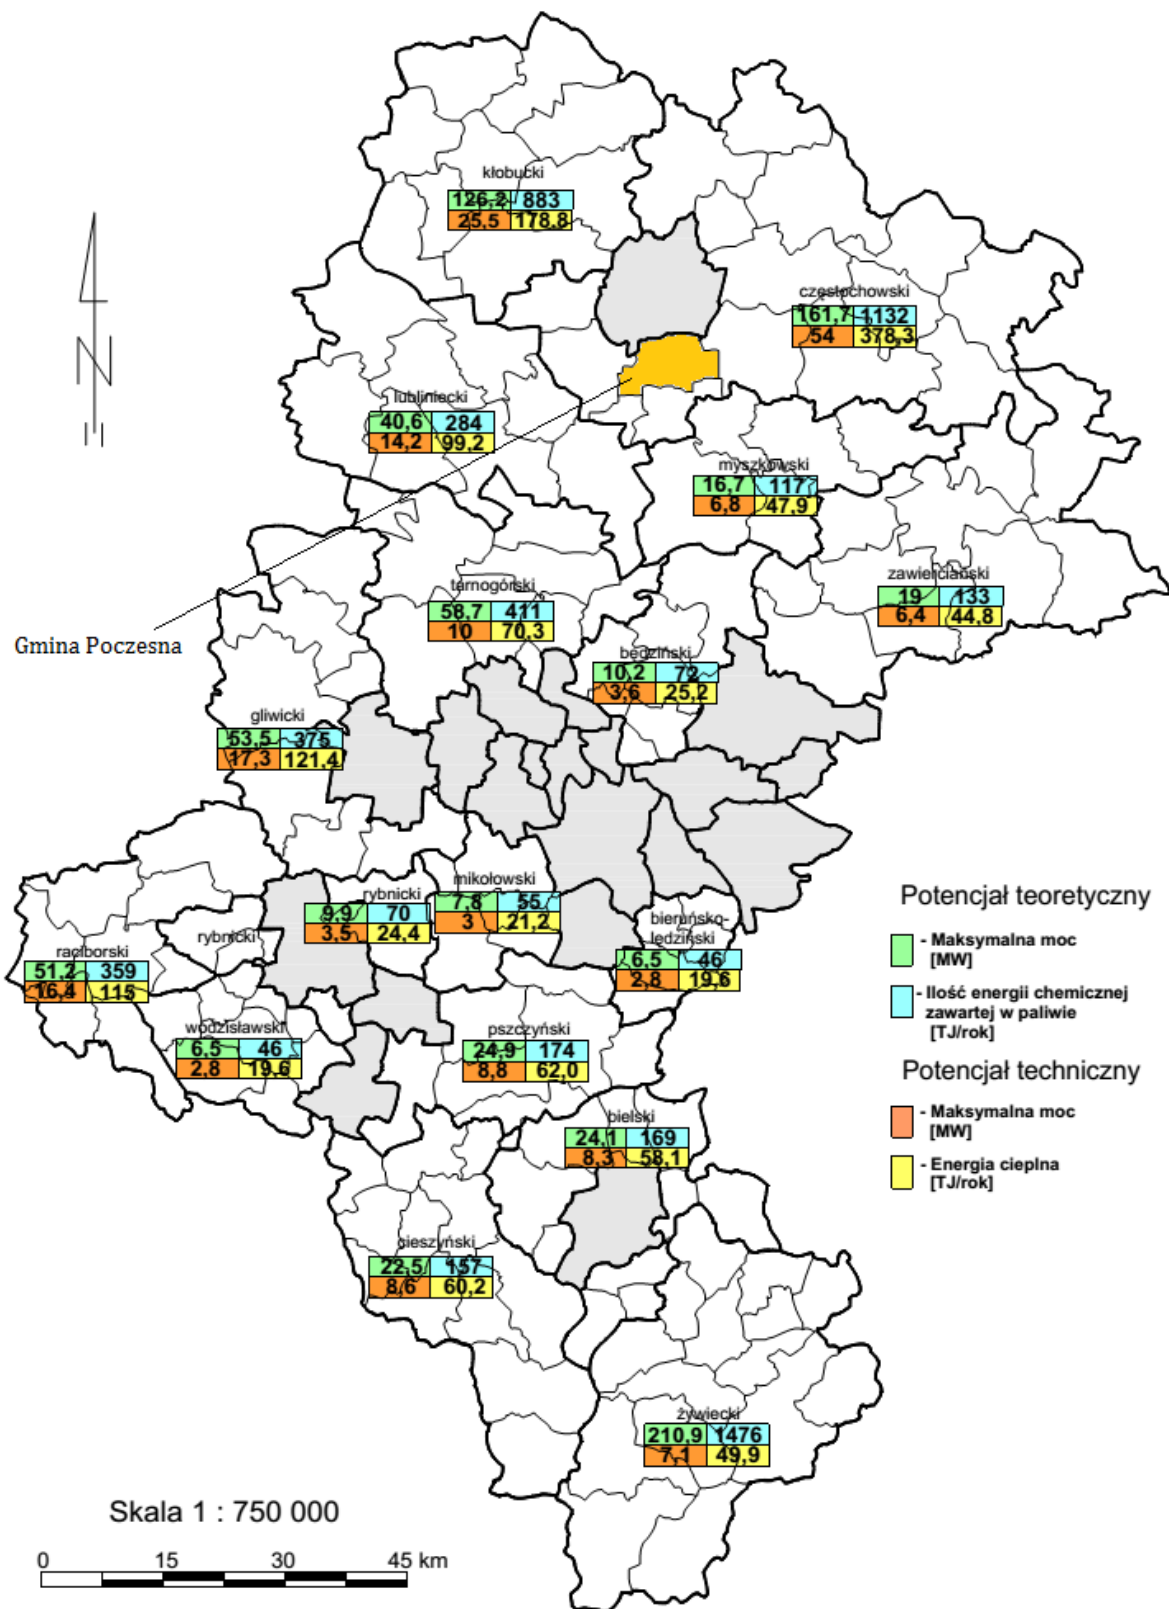 kłobucki
126,2 883
25,5 178,8
częstochowski
161,7 1132
54 378,3
lubliniecki
40,6 284
14,2 99,2
myszkowski
16,7 117
6,8 47,9
zawierciański
19 133
6,4 44,8
tarnogórski
58,7 411
10 70,3
Gmina Poczesna
będziński
10,2 72
3,6 25,2
gliwicki
53,5 375
17,3 121,4
mikołowski
7,8 55
3 21,2
rybnicki
9,9 70
3,5 24,4
bieruńsko-
lędziński
6,5 46
2,8 19,6
rybnicki
raciborski
51,2 359
16,4 115
wodzisławski
6,5 46
2,8 19,6
pszczyński
24,9 174
8,8 62,0
bielski
24,1 169
8,3 58,1
cieszyński
22,5 157
8,6 60,2
żywiecki
210,9 1476
7,1 49,9
Potencjał teoretyczny
- Maksymalna moc
[MW]
- Ilość energii chemicznej
zawartej w paliwie
[TJ/rok]
Potencjał techniczny
- Maksymalna moc
[MW]
- Energia cieplna
[TJ/rok]
N
Skala 1 : 750 000
0 15 30 45 km